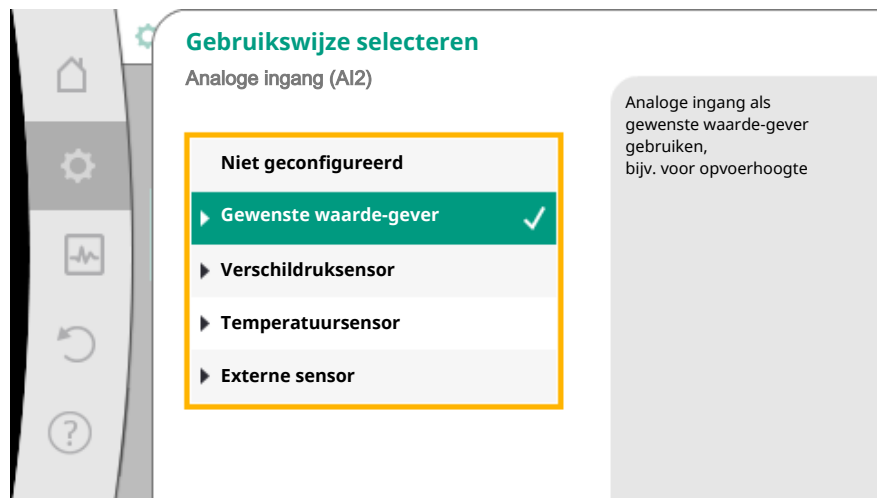 Gebruikswijze selecteren
Analoge ingang (AI2)
Niet geconfigureerd
Gewenste waarde-gever
Verschildruksensor
Temperatuursensor
Externe sensor
Analoge ingang als
gewenste waarde-gever
gebruiken,
bijv. voor opvoerhoogte
?